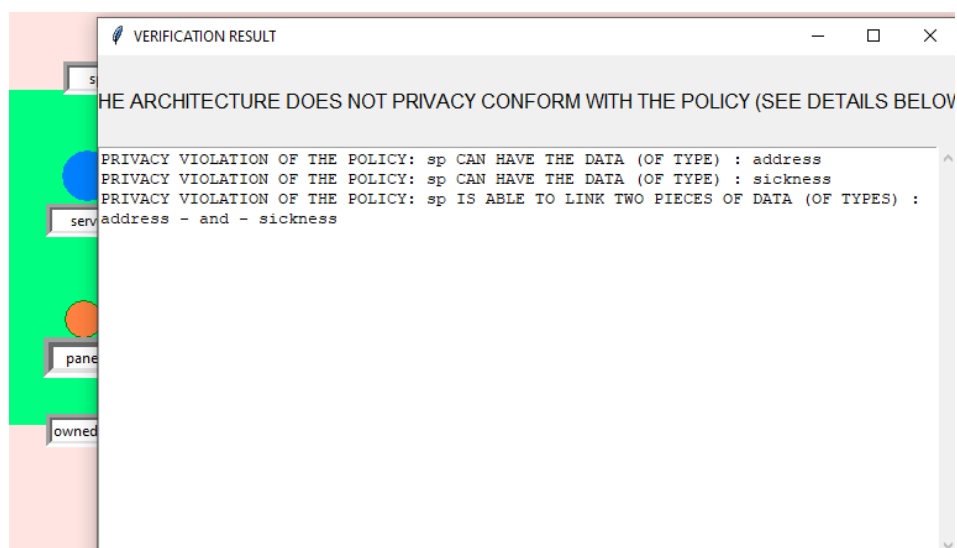 VERIFICATION RESULT
HE ARCHITECTURE DOES NOT PRIVACY CONFORM WITH THE POLICY (SEE DETAILS BELOW
PRIVACY VIOLATION OF THE POLICY: sp CAN HAVE THE DATA (OF TYPE) : address
PRIVACY VIOLATION OF THE POLICY: sp CAN HAVE THE DATA (OF TYPE) : sickness
PRIVACY VIOLATION OF THE POLICY: sp IS ABLE TO LINK TWO PIECES OF DATA (OF TYPES) :
address - and - sickness
serv
pane
owned